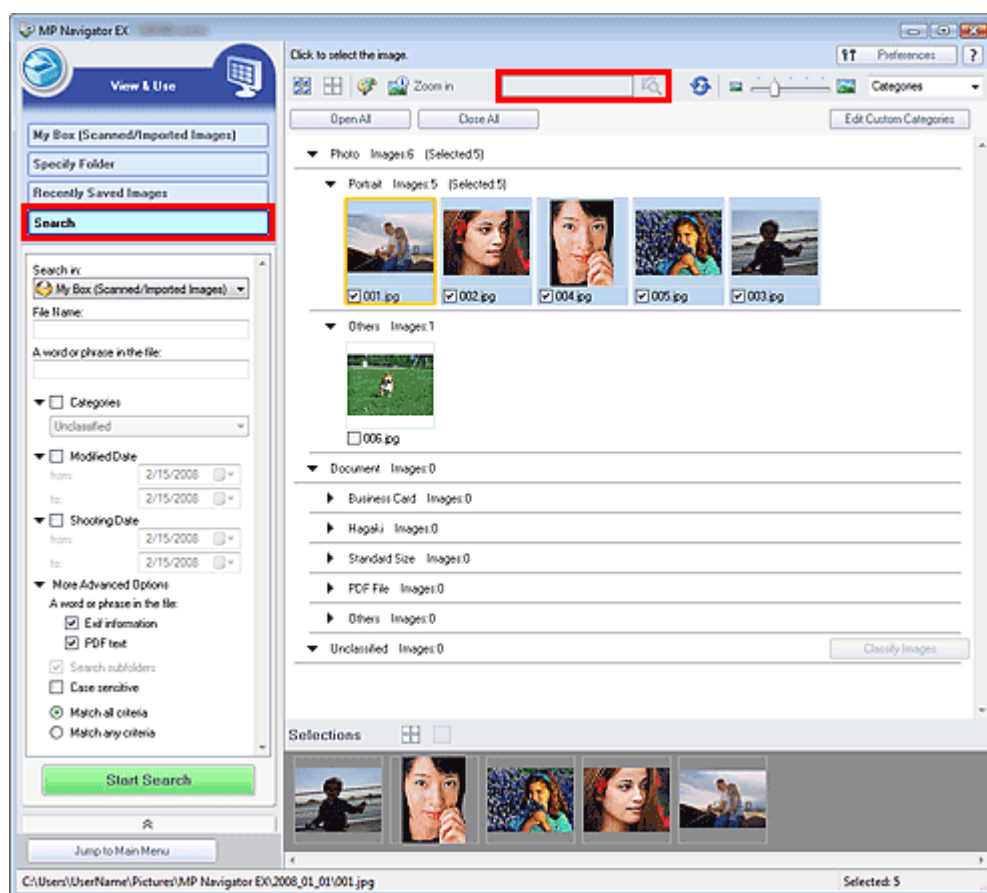 MP Navigator EX
View & Use
My Box (Scanned/Imported Images)
Specify Folder
Recently Saved Images
Search
Search in:
My Box (Scanned/Imported Images)
File Name:
A word or phrase in the file:
Categories
Unclassified
Modified Date
from: 2/15/2008
to: 2/15/2008
Shooting Date
from: 2/15/2008
to: 2/15/2008
More Advanced Options
A word or phrase in the file:
Exif information
PDF text
Search subfolders
Case sensitive
Match all criteria
Match any criteria
Start Search
Jump to Main Menu
Click to select the image.
Preferences ?
Zoom in
Categories
Open All Close All Edit Custom Categories
Photo Images:6 (Selected:5)
Portrait Images:5 (Selected:5)
001.jpg 002.jpg 004.jpg 005.jpg 003.jpg
Others Images:1
006.jpg
Document Images:0
Business Card Images:0
Hagaki Images:0
Standard Size Images:0
PDF File Images:0
Others Images:0
Unclassified Images:0 Classify Images
Selections
C:\Users\UserName\Pictures\MP Navigator EX\2008_01_01\001.jpg Selected: 5